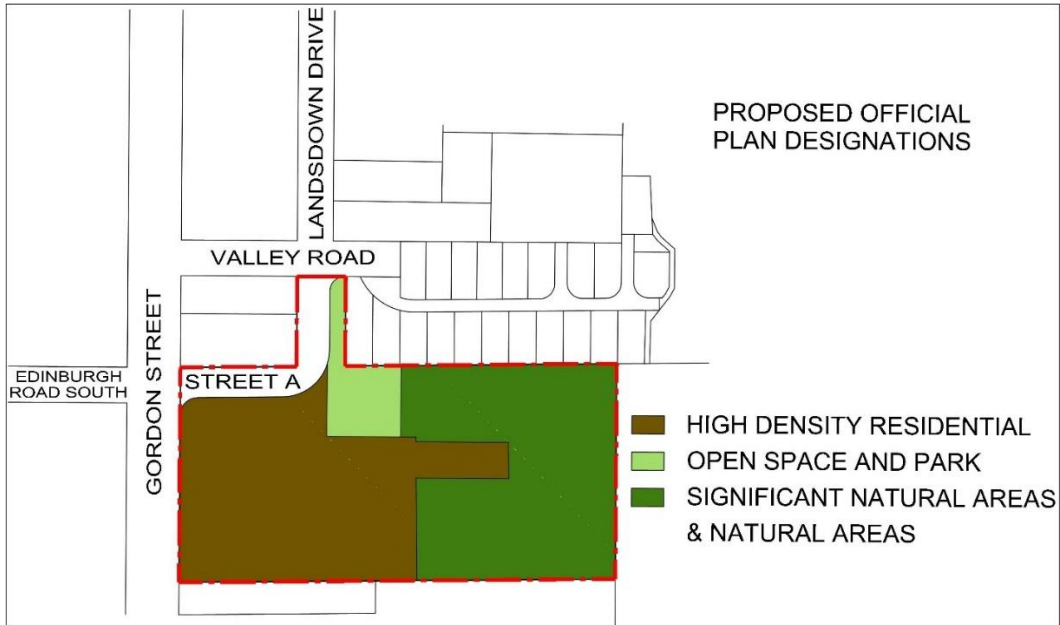 PROPOSED OFFICIAL
PLAN DESIGNATIONS
LANDSDOWN DRIVE
VALLEY ROAD
GORDON STREET
EDINBURGH
ROAD SOUTH
STREET A
HIGH DENSITY RESIDENTIAL
OPEN SPACE AND PARK
SIGNIFICANT NATURAL AREAS
& NATURAL AREAS